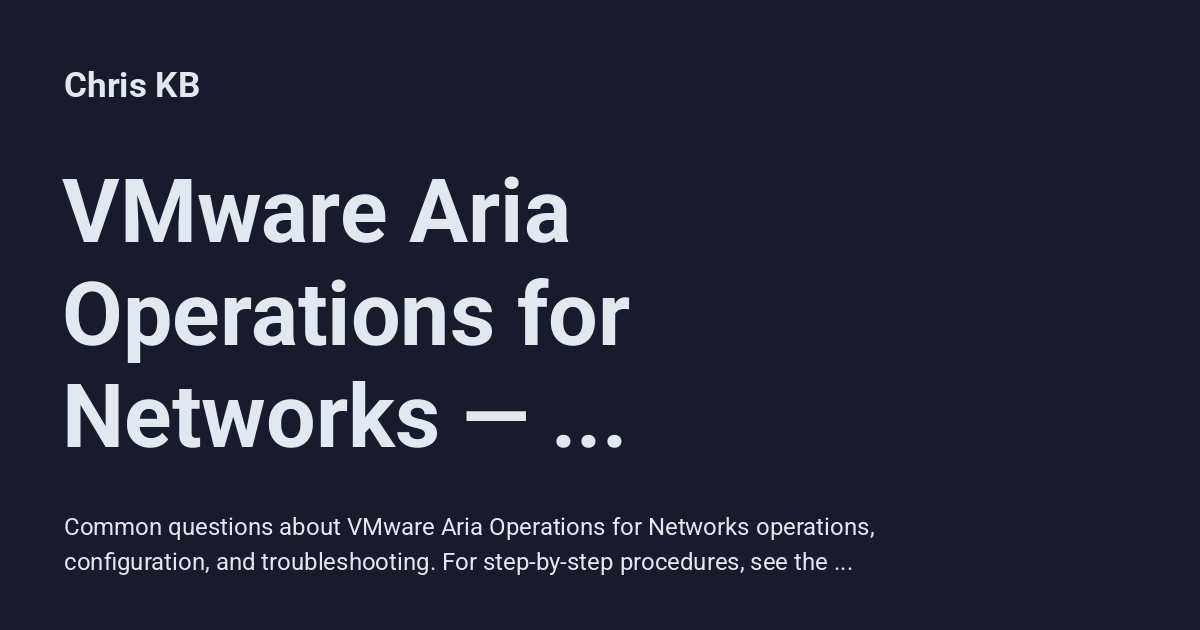 Chris KB
VMware Aria
Operations for
Networks — ...
Common questions about VMware Aria Operations for Networks operations,
configuration, and troubleshooting. For step-by-step procedures, see the ...